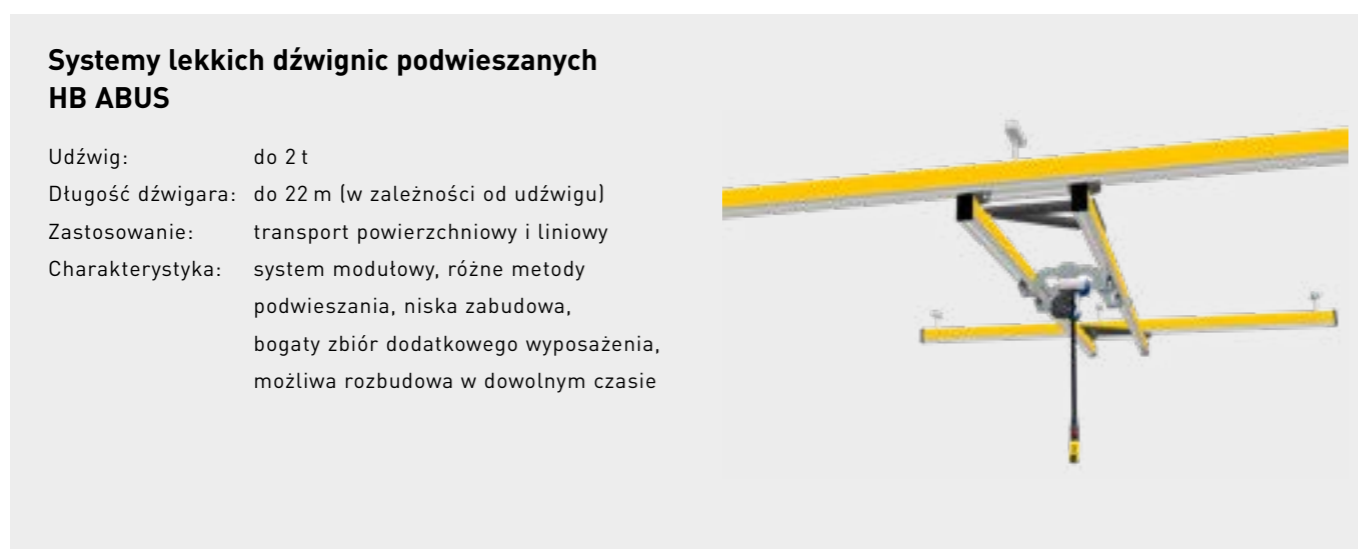 Systemy lekkich dźwignic podwieszanych
HB ABUS
Udźwig: do 2 t
Długość dźwigara: do 22 m (w zależności od udźwigu)
Zastosowanie: transport powierzchniowy i liniowy
Charakterystyka: system modułowy, różne metody
podwieszania, niska zabudowa,
bogaty zbiór dodatkowego wyposażenia,
możliwa rozbudowa w dowolnym czasie